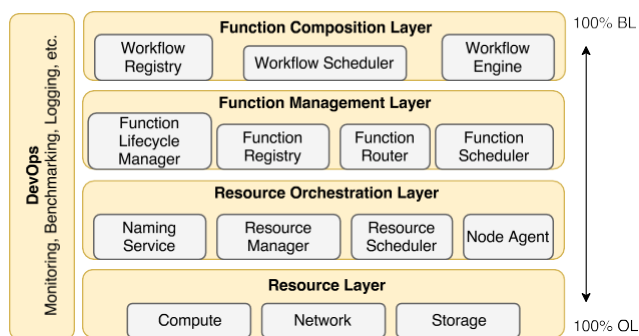 DevOps
Monitoring, Benchmarking, Logging, etc.
Function Composition Layer
Workflow
Registry
Workflow Scheduler
Workflow
Engine
Function Management Layer
Function
Lifecycle
Manager
Function
Registry
Function
Router
Function
Scheduler
Resource Orchestration Layer
Naming
Service
Resource
Manager
Resource
Scheduler
Node Agent
Resource Layer
Compute
Network
Storage
100% BL
100% OL